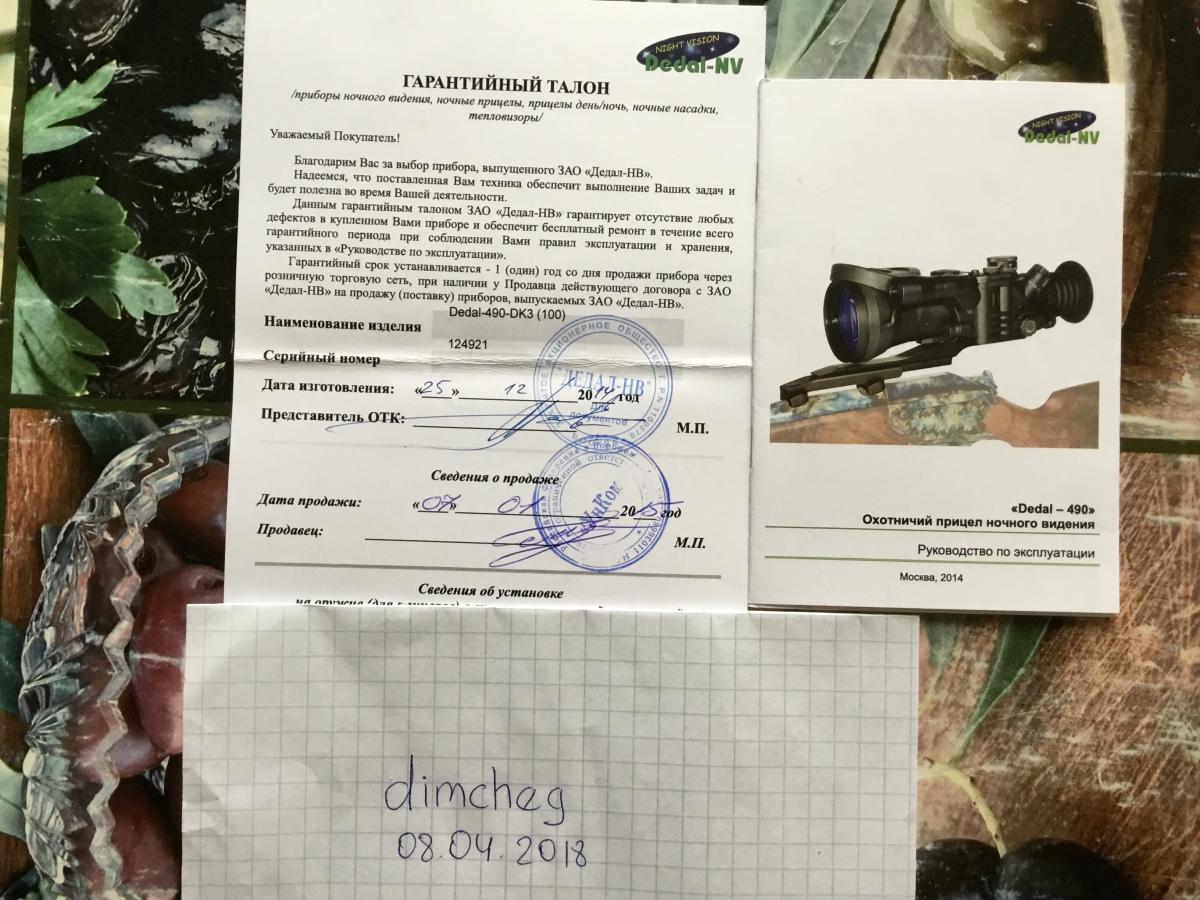 NIGHT VISION
Dedal-NV
ГАРАНТИЙНЫЙ ТАЛОН
/приборы ночного видения, ночные прицелы, прицелы день/ночь, ночные насадки,
тепловизоры/
Уважаемый Покупатель!
Благодарим Вас за выбор прибора, выпущенного ЗАО «Дедал-НВ».
Надеемся, что поставленная Вам техника обеспечит выполнение Ваших задач и
будет полезна во время Вашей деятельности.
Данным гарантийным талоном ЗАО «Дедал-НВ» гарантирует отсутствие любых
дефектов в купленном Вами приборе и обеспечит бесплатный ремонт в течение всего
гарантийного периода при соблюдении Вами правил эксплуатации и хранения,
указанных в «Руководстве по эксплуатации».
Гарантийный срок устанавливается - 1 (один) год со дня продажи прибора через
розничную торговую сеть, при наличии у Продавца действующего договора с ЗАО
«Дедал-НВ» на продажу (поставку) приборов, выпускаемых ЗАО «Дедал-НВ».
Наименование изделия Dedal-490-DK3 (100)
Серийный номер 124921
Дата изготовления: «25» 12 2014 год
Представитель ОТК: М.П.
"ДЕДАЛ-НВ"
Для
документов
Сведения о продаже
Дата продажи: «07» 01 2015 год
Продавец: М.П.
Сведения об установке
NIGHT VISION
Dedal-NV
«Dedal – 490»
Охотничий прицел ночного видения
Руководство по эксплуатации
Москва, 2014
dimcheg
08.04.2018